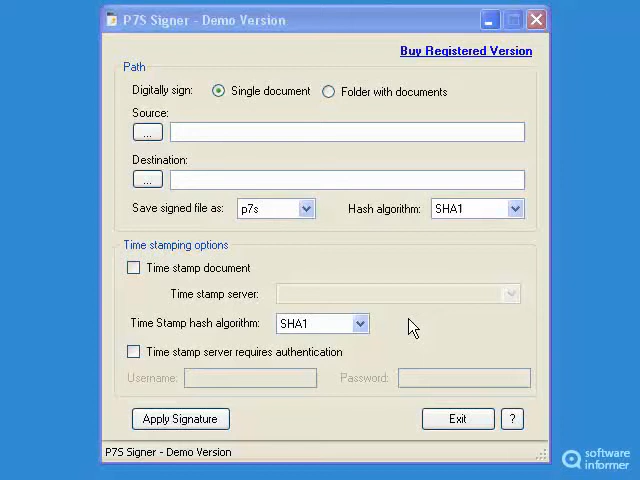 P7S Signer - Demo Version
Buy Registered Version
Path
Digitally sign: Single document Folder with documents
Source:
...
Destination:
...
Save signed file as: p7s Hash algorithm: SHA1
Time stamping options
Time stamp document
Time stamp server:
Time Stamp hash algorithm: SHA1
Time stamp server requires authentication
Username: Password:
Apply Signature Exit ?
P7S Signer - Demo Version
software
informer